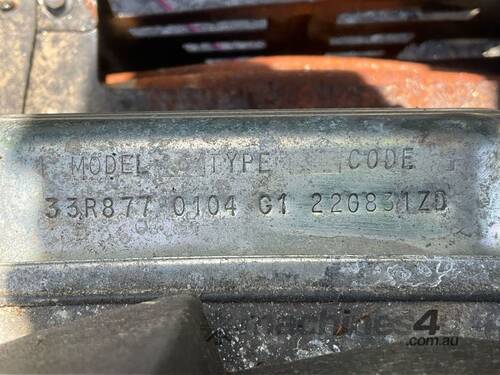 MODEL TYPE CODE
33R877 0104 G1 220831ZD
machines4
.com.au